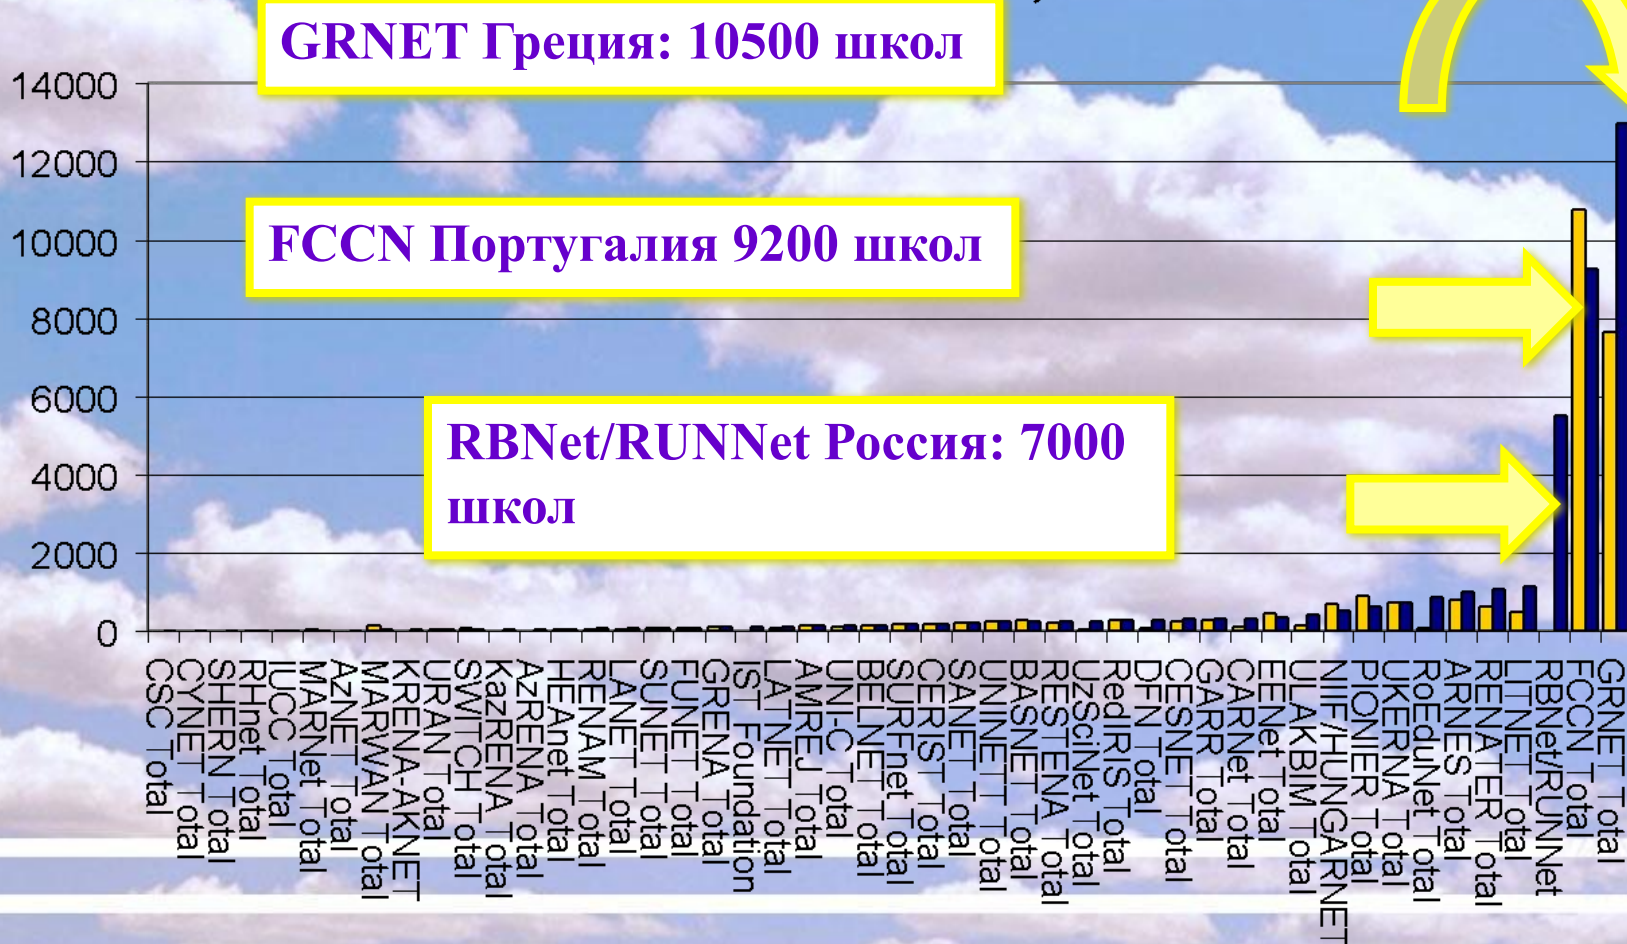 GRNET Греция: 10500 школ
14000
12000
FCCN Португалия 9200 школ
10000
8000
6000
RBNet/RUNNet Россия: 7000
школ
4000
2000
0
CSC Total
CYNET Total
SHERN Total
RHnet Total
IUCC Total
MARNet Total
AzNET Total
MARWAN Total
KRENA-AKNET
URAN Total
SWITCH Total
KazRENA Total
AzRENA Total
HEAnet Total
RENAM Total
LANET Total
SUNET Total
FUNET Total
GRENA Total
IST Foundation
LATNET Total
AMREJ Total
UNI-C Total
BELNET Total
SURFnet Total
CERIST Total
SANET Total
UNINETT Total
BASNET Total
RESTENA Total
UzSciNet Total
RedIRIS Total
DFN Total
CESNET Total
GARR Total
CARNet Total
EENet Total
ULAKBIM Total
NIIF/HUNGARNET
PIONIER Total
UKERNA Total
RoEduNet Total
ARNES Total
RENATER Total
LITNET Total
RBNet/RUNNet
FCCN Total
GRNET Total